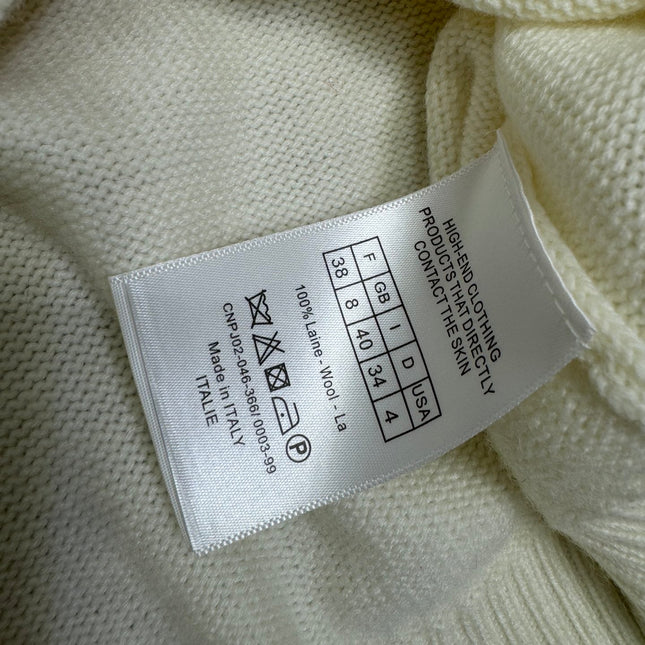 HIGH-END CLOTHING
PRODUCTS THAT DIRECTLY
CONTACT THE SKIN
F GB I D USA
38 8 40 34 4
100% Laine - Wool - La
P
CNPJ02-046-366/0003-99
Made in ITALY
ITALIE